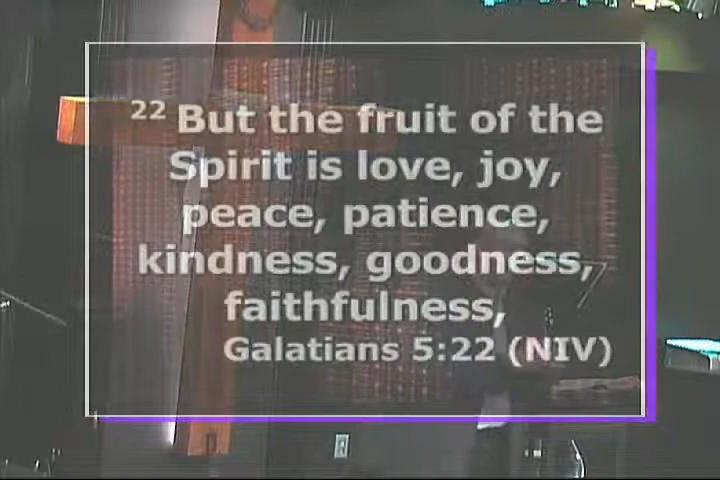 22 But the fruit of the
Spirit is love, joy,
peace, patience,
kindness, goodness,
faithfulness,
Galatians 5:22 (NIV)